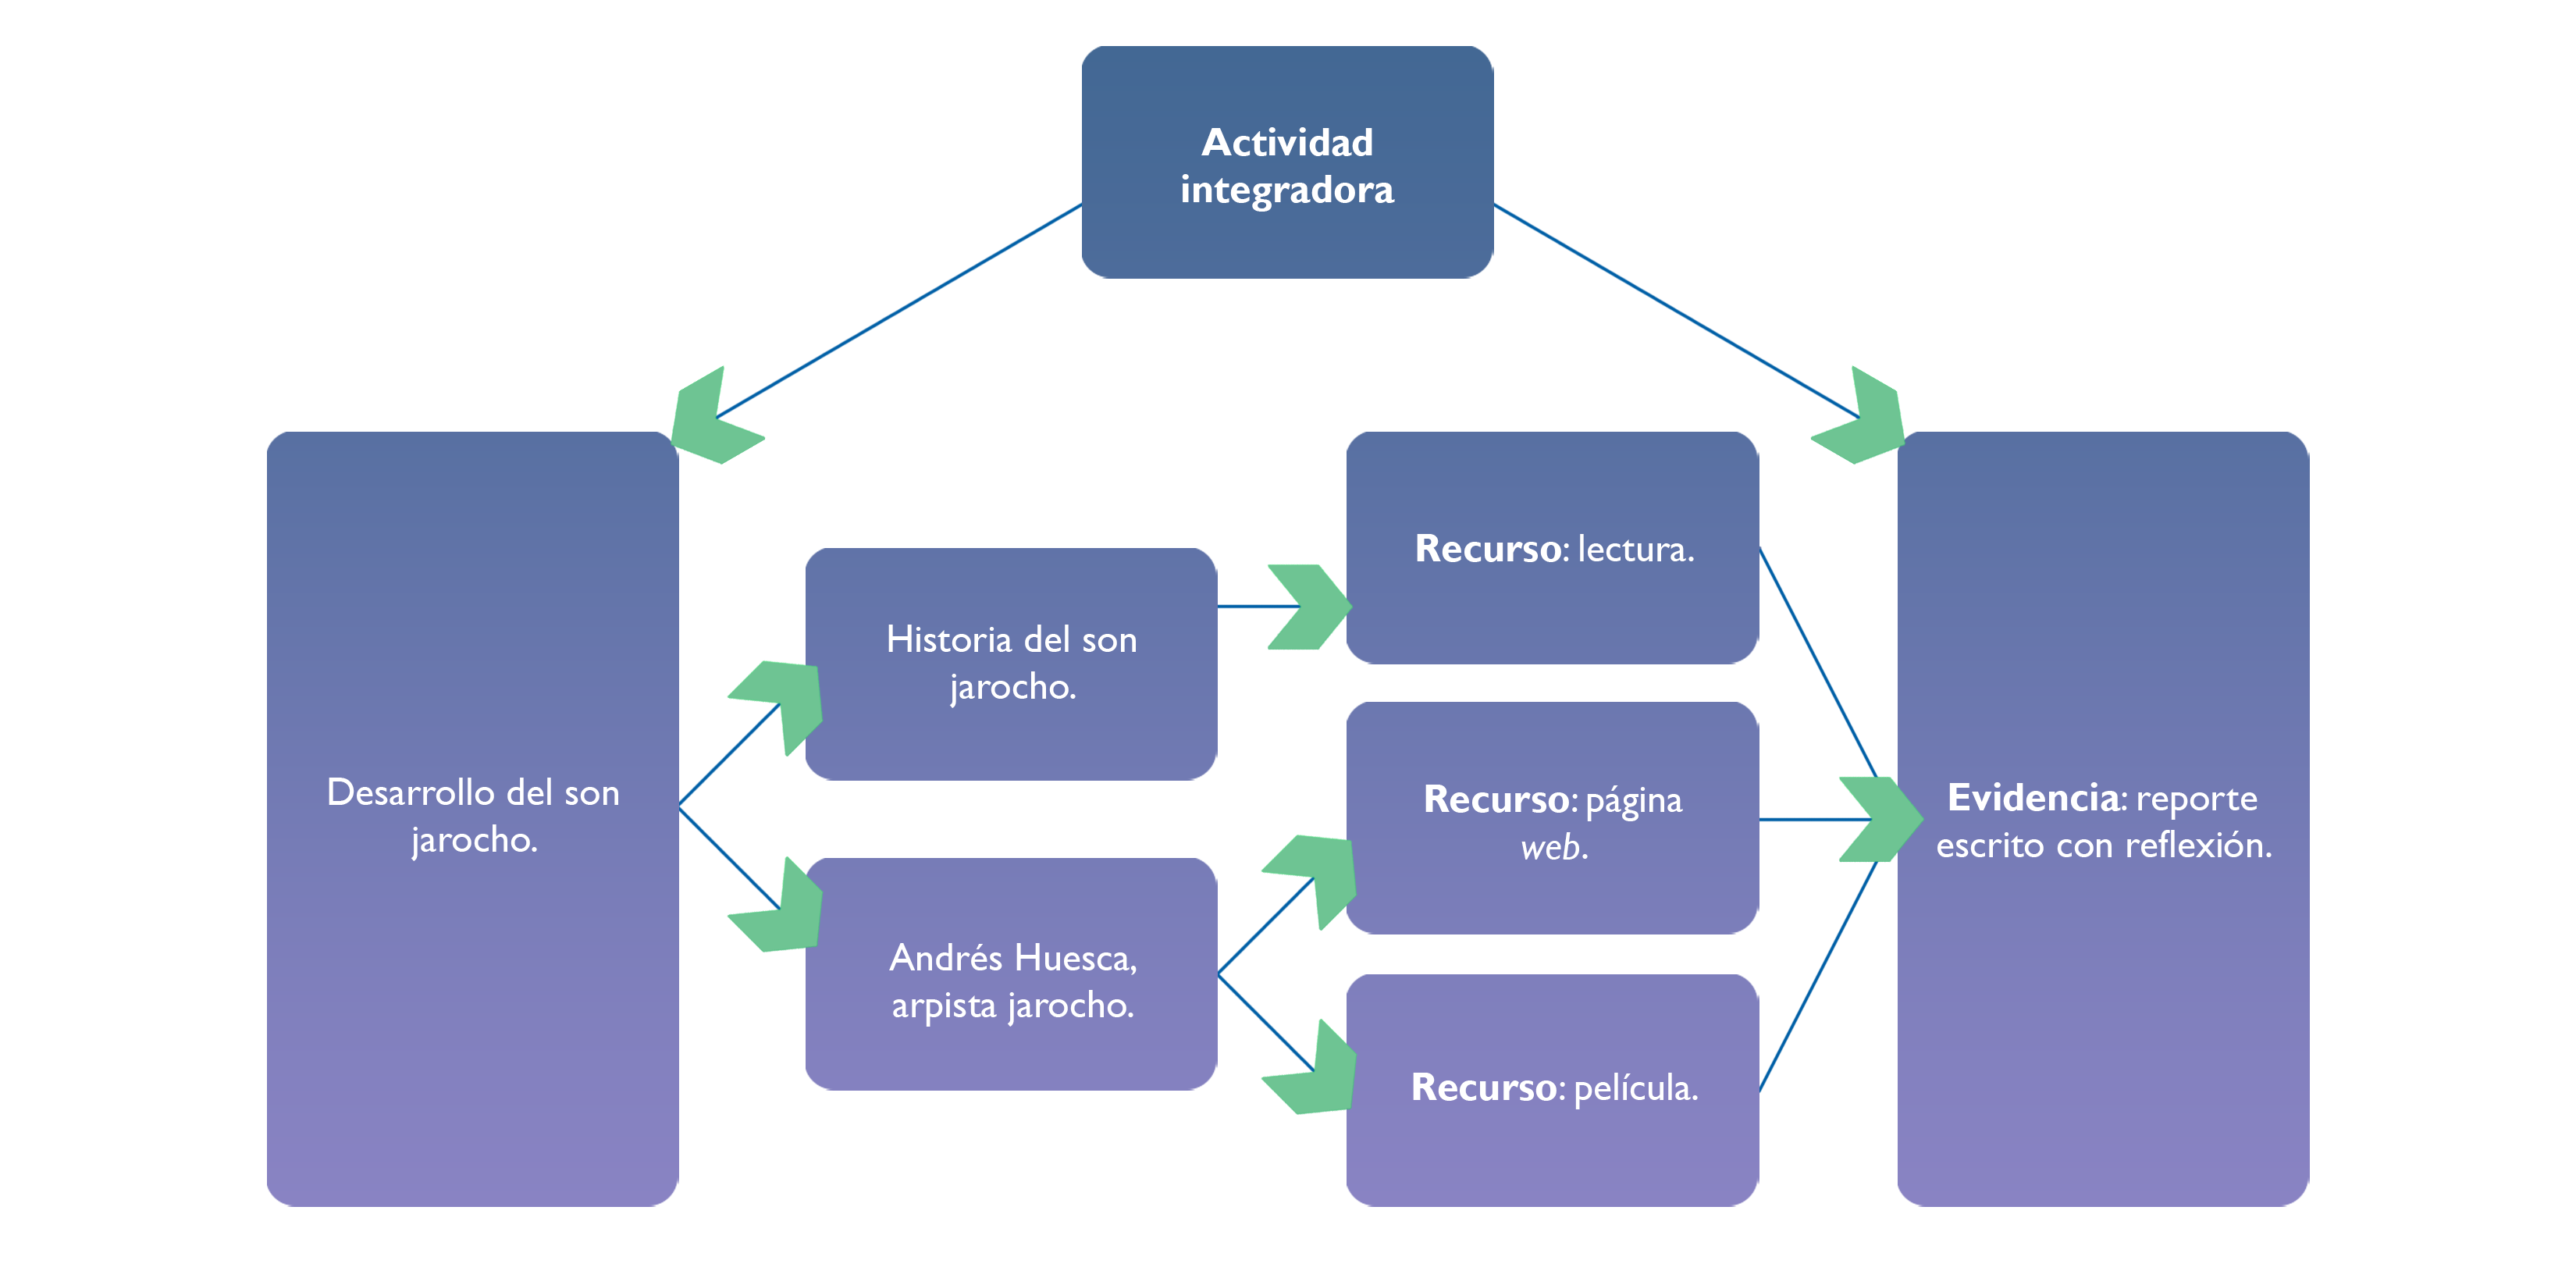 Actividad
integradora
Desarrollo del son
jarocho.
Historia del son
jarocho.
Andrés Huesca,
arpista jarocho.
Recurso: lectura.
Recurso: página
web.
Recurso: película.
Evidencia: reporte
escrito con reflexión.